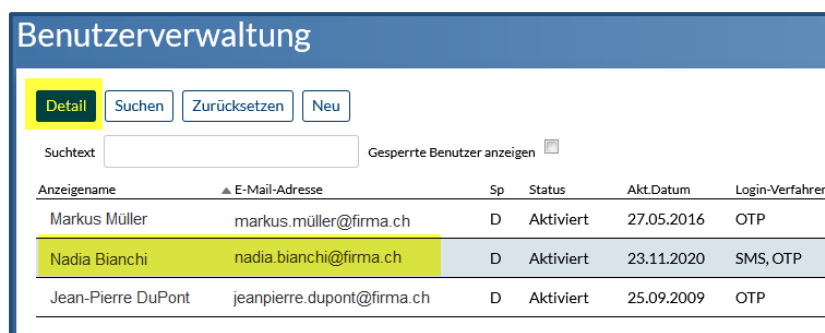 Benutzerverwaltung
Detail Suchen Zurücksetzen Neu
Suchtext Gesperrte Benutzer anzeigen
Anzeigename E-Mail-Adresse Sp Status Akt.Datum Login-Verfahren
Markus Müller markus.müller@firma.ch D Aktiviert 27.05.2016 OTP
Nadia Bianchi nadia.bianchi@firma.ch D Aktiviert 23.11.2020 SMS, OTP
Jean-Pierre DuPont jeanpierre.dupont@firma.ch D Aktiviert 25.09.2009 OTP